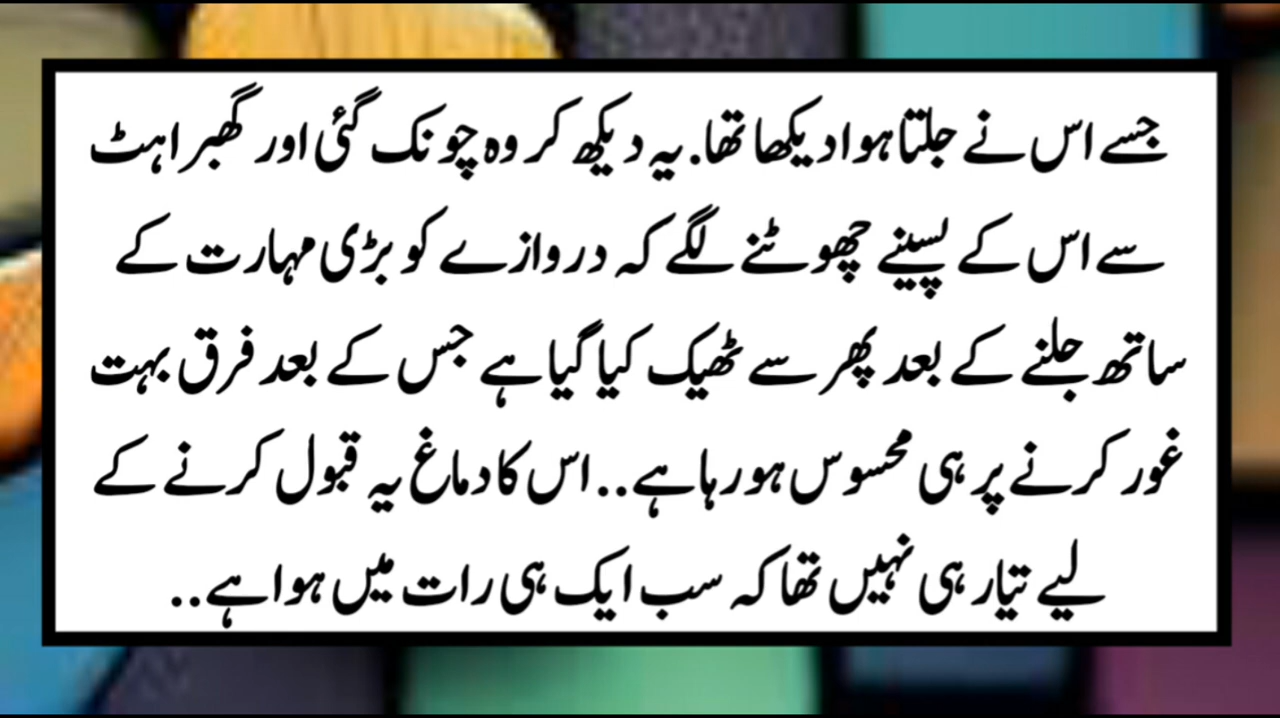 جسے اس نے جلتا ہوا دیکھا تھا. یہ دیکھ کر وہ چونک گئی اور گھبراہٹ
سے اس کے پسینے چھوٹنے لگے کہ دروازے کو بڑی مہارت کے
ساتھ جلنے کے بعد پھر سے ٹھیک کیا گیا ہے جس کے بعد فرق بہت
غور کرنے پر ہی محسوس ہو رہا ہے.. اس کا دماغ یہ قبول کرنے کے
لیے تیار ہی نہیں تھا کہ سب ایک ہی رات میں ہوا ہے..